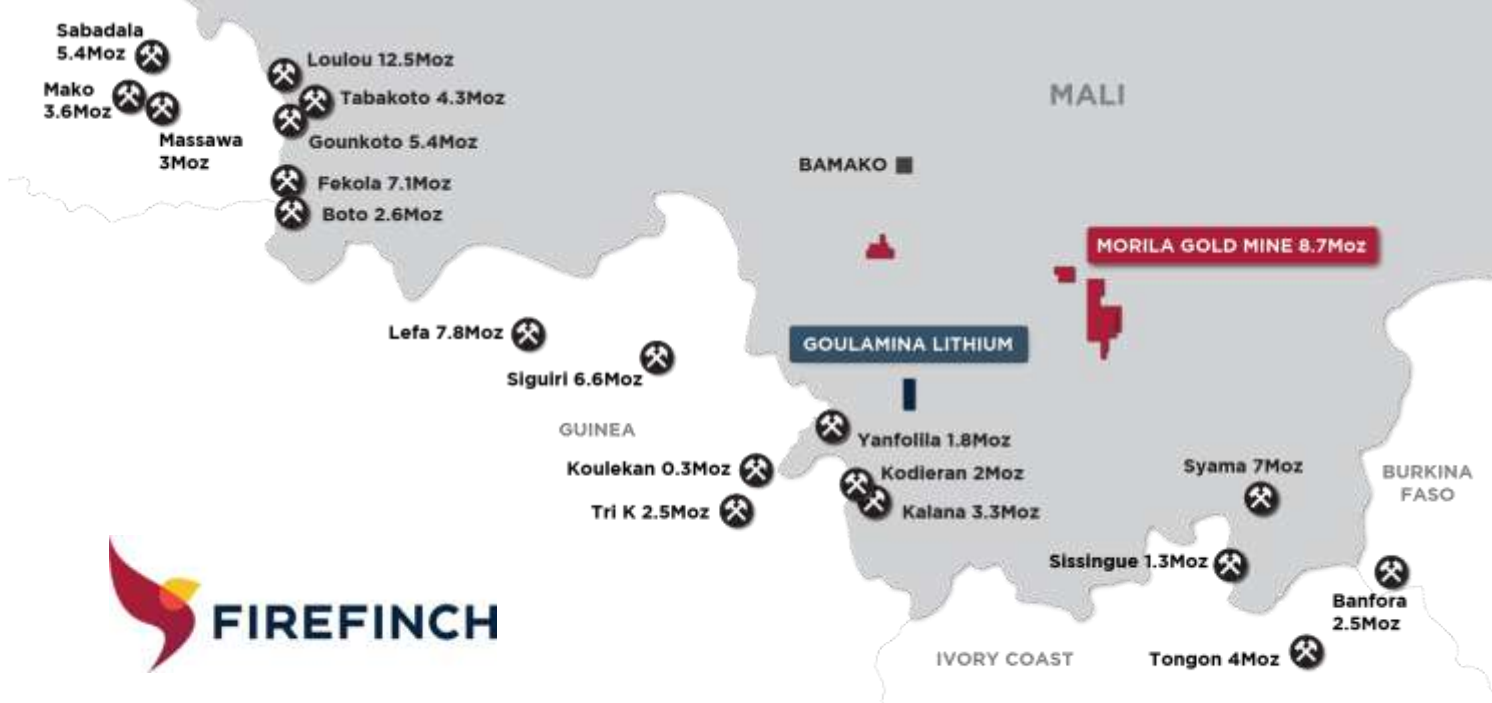 Sabadala
5.4Moz
Mako
3.6Moz
Massawa
3Moz
Loulou 12.5Moz
Tabakoto 4.3Moz
Gounkoto 5.4Moz
Fekola 7.1Moz
Boto 2.6Moz
MALI
BAMAKO
MORILA GOLD MINE 8.7Moz
Lefa 7.8Moz
GOULAMINA LITHIUM
Siguiri 6.6Moz
GUINEA
Yanfolila 1.8Moz
Koulekan 0.3Moz
Kodieran 2Moz
Syama 7Moz
BURKINA
FASO
Tri K 2.5Moz
Kalana 3.3Moz
Sissingue 1.3Moz
Banfora
2.5Moz
FIREFINCH
IVORY COAST
Tongon 4Moz